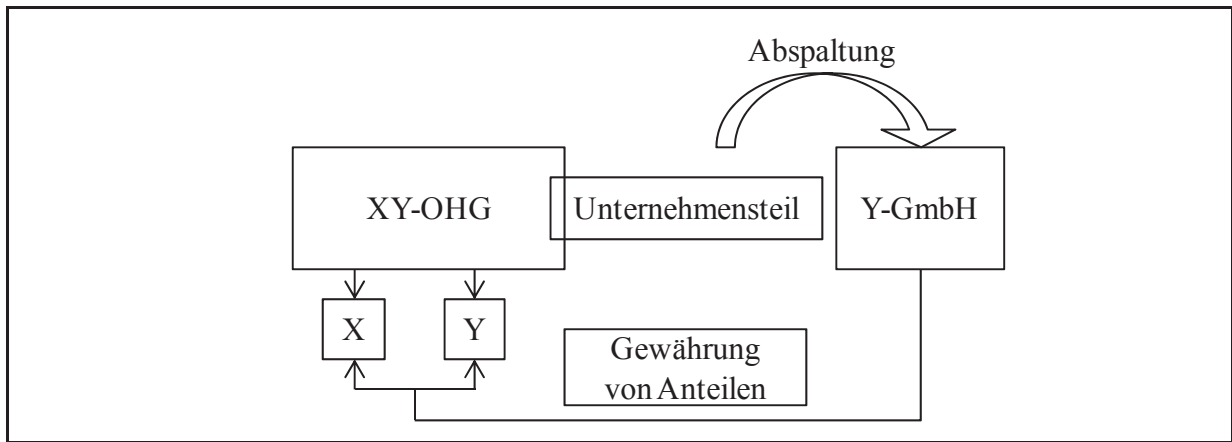 Abspaltung
XY-OHG
Unternehmensteil
Y-GmbH
X
Y
Gewährung
von Anteilen